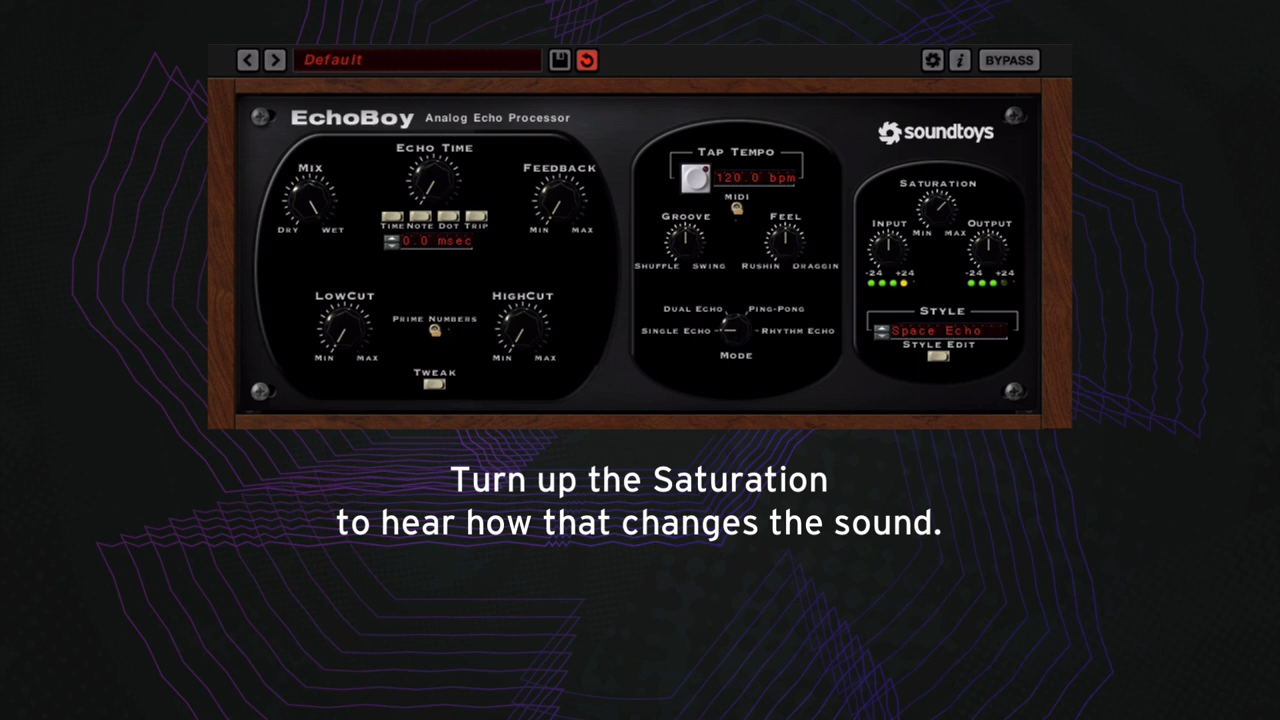 Default
BYPASS
EchoBoy Analog Echo Processor
soundtoys
MIX
DRY WET
ECHO TIME
TIME NOTE DOT TRIP
0.0 msec
FEEDBACK
MIN MAX
LOWCUT
MIN MAX
PRIME NUMBERS
HIGHCUT
MIN MAX
TWEAK
TAP TEMPO
120.0 bpm
MIDI
GROOVE
SHUFFLE SWING
FEEL
RUSHIN DRAGGIN
DUAL ECHO PING-PONG
SINGLE ECHO RHYTHM ECHO
MODE
SATURATION
MIN MAX
INPUT
-24 +24
OUTPUT
-24 +24
STYLE
Space Echo
STYLE EDIT
Turn up the Saturation
to hear how that changes the sound.